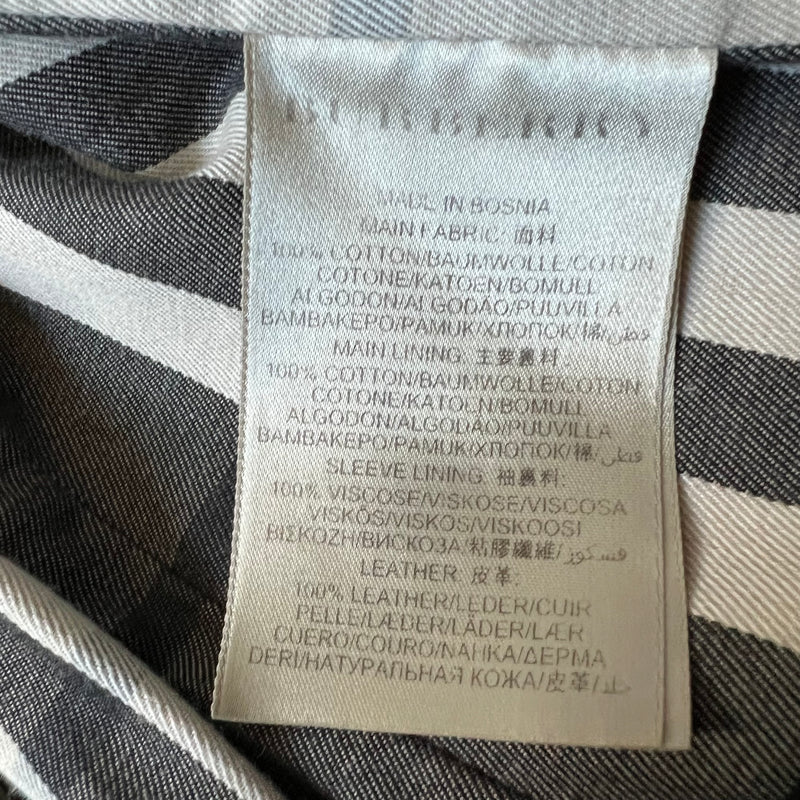 BURBERRY
MADE IN BOSNIA
MAIN FABRIC: 面料
100% COTTON/BAUMWOLLE/COTON
COTONE/KATOEN/BOMULL
ALGODON/ALGODÃO/PUUVILLA
BAMBAKEPO/PAMUK/ХЛОПОК/棉/قطن
MAIN LINING: 主要裏料:
100% COTTON/BAUMWOLLE/COTON
COTONE/KATOEN/BOMULL
ALGODON/ALGODÃO/PUUVILLA
BAMBAKEPO/PAMUK/ХЛОПОК/棉/قطن
SLEEVE LINING: 袖裏料:
100% VISCOSE/VISKOSE/VISCOSA
VISKÓS/VISKOS/VISKOOSI
ΒΙΣΚΟΖΗ/ВИСКОЗА/粘膠纖維/فسكوز
LEATHER: 皮革:
100% LEATHER/LEDER/CUIR
PELLE/LÆDER/LÄDER/LÆR
CUERO/COURO/NAHKA/ΔΕΡΜΑ
DERI/НАТУРАЛЬНАЯ КОЖА/皮革/جلد